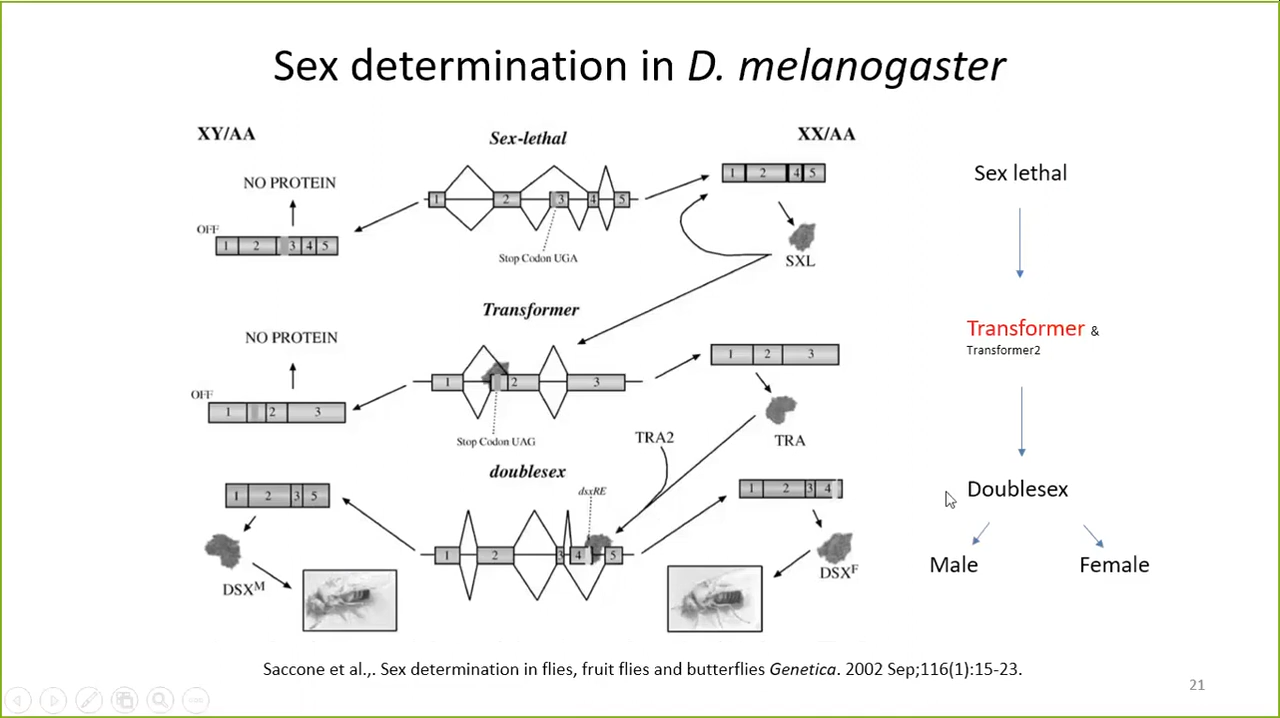 Sex determination in D. melanogaster
XY/AA
Sex-lethal
XX/AA
NO PROTEIN
OFF
1 2 3 4 5
1 2 3 4 5
1 2 4 5
Stop Codon UGA
SXL
Sex lethal
Transformer
NO PROTEIN
OFF
1 2 3
1 2 3
1 2 3
Stop Codon UAG
TRA2
TRA
Transformer &
Transformer2
doublesex
dsxRE
1 2 3 5
1 2 3 4 5
1 2 3 4
DSXM
DSXF
Doublesex
Male
Female
Saccone et al.,. Sex determination in flies, fruit flies and butterflies Genetica. 2002 Sep;116(1):15-23.
21